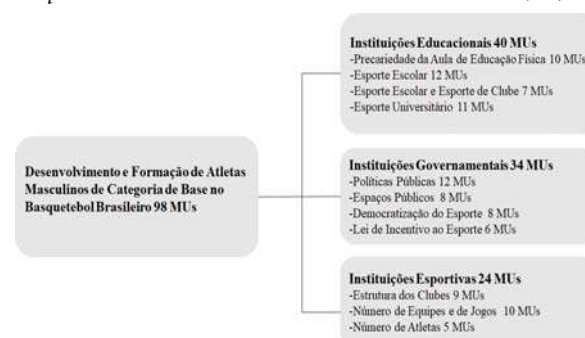 Desenvolvimento e Formação de Atletas
Masculinos de Categoria de Base no
Basquetebol Brasileiro 98 MUs
Instituições Educacionais 40 MUs
-Precariedade da Aula de Educação Física 10 MUs
-Esporte Escolar 12 MUs
-Esporte Escolar e Esporte de Clube 7 MUs
-Esporte Universitário 11 MUs
Instituições Governamentais 34 MUs
-Políticas Públicas 12 MUs
-Espaços Públicos 8 MUs
-Democratização do Esporte 8 MUs
-Lei de Incentivo ao Esporte 6 MUs
Instituições Esportivas 24 MUs
-Estrutura dos Clubes 9 MUs
-Número de Equipes e de Jogos 10 MUs
-Número de Atletas 5 MUs